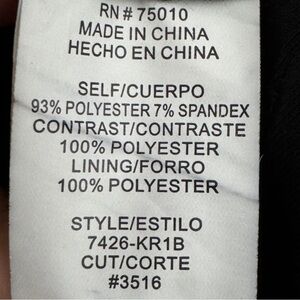 RN # 75010
MADE IN CHINA
HECHO EN CHINA
SELF/CUERPO
93% POLYESTER 7% SPANDEX
CONTRAST/CONTRASTE
100% POLYESTER
LINING/FORRO
100% POLYESTER
STYLE/ESTILO
7426-KR1B
CUT/CORTE
#3516